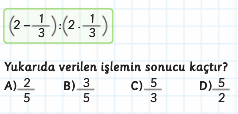 (2 − 1/3) : (2 · 1/3)
Yukarıda verilen işlemin sonucu kaçtır?
A) 2/5 B) 3/5 C) 5/3 D) 5/2